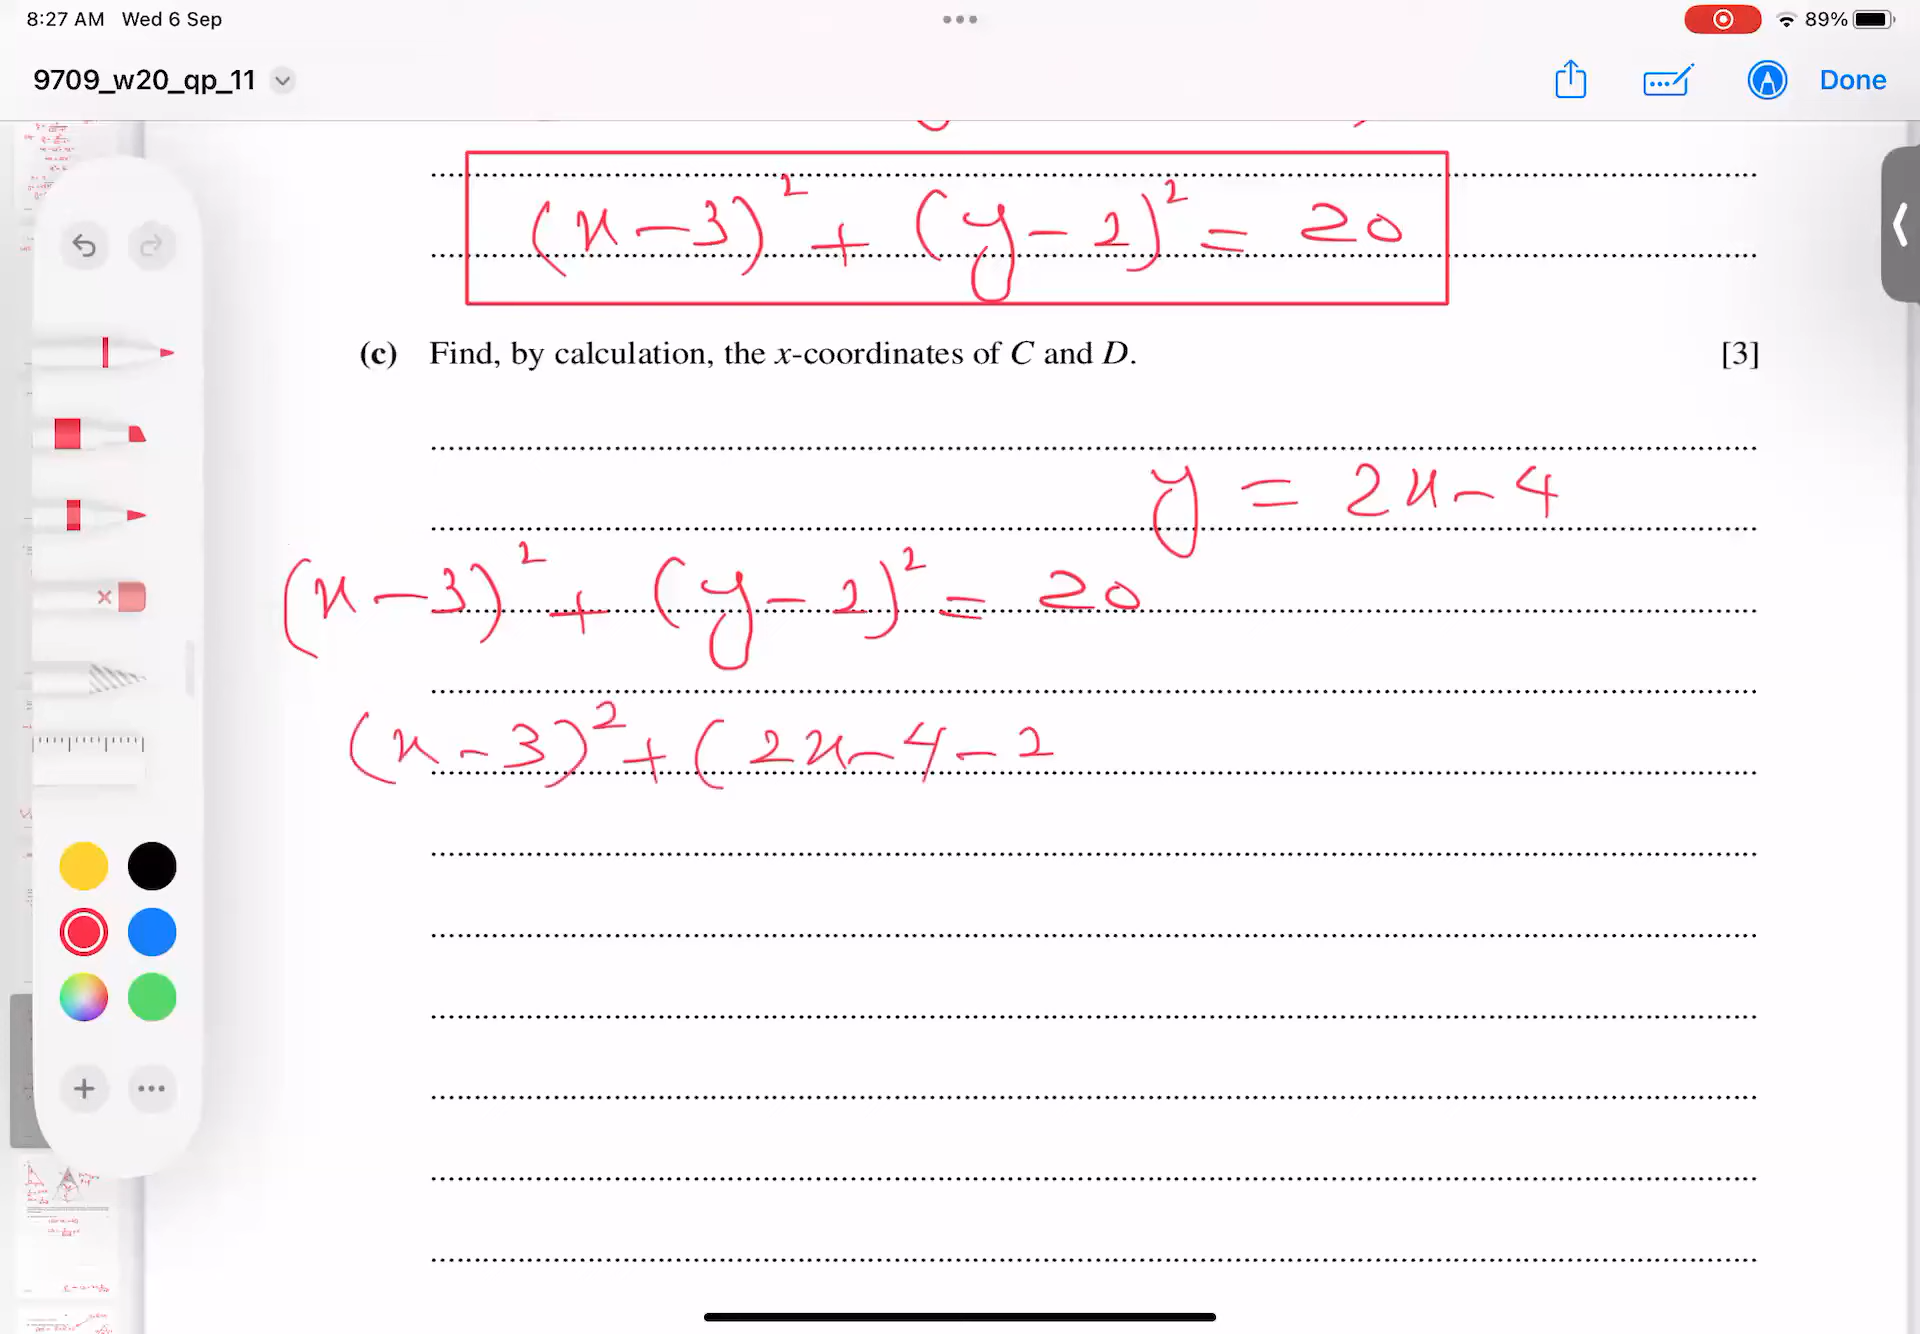 8:27 AM Wed 6 Sep
89%
9709_w20_qp_11
Done
(x-3)² + (y-2)² = 20
(c) Find, by calculation, the x-coordinates of C and D. [3]
y = 2x-4
(x-3)² + (y-2)² = 20
(x-3)² + (2x-4-2